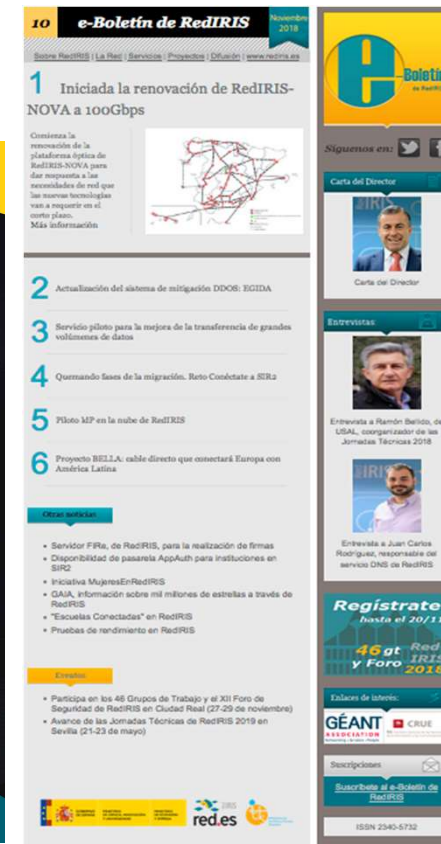 10
e-Boletín de RedIRIS
Noviembre
2018
Sobre RedIRIS | La Red | Servicios | Proyectos | Difusión | www.rediris.es
1 Iniciada la renovación de RedIRIS-
NOVA a 100Gbps
Comienza la
renovación de la
plataforma óptica de
RedIRIS-NOVA para
dar respuesta a las
necesidades de red que
las nuevas tecnologías
van a requerir en el
corto plazo.
Más información
2 Actualización del sistema de mitigación DDOS: EGIDA
3 Servicio piloto para la mejora de la transferencia de grandes
volúmenes de datos
4 Quemando fases de la migración. Reto Conéctate a SIR2
5 Piloto IdP en la nube de RedIRIS
6 Proyecto BELLA: cable directo que conectará Europa con
América Latina
Otras noticias
• Servidor FIRe, de RedIRIS, para la realización de firmas
• Disponibilidad de pasarela AppAuth para instituciones en
SIR2
• Iniciativa MujeresEnRedIRIS
• GAIA, información sobre mil millones de estrellas a través de
RedIRIS
• "Escuelas Conectadas" en RedIRIS
• Pruebas de rendimiento en RedIRIS
Eventos
• Participa en los 46 Grupos de Trabajo y el XII Foro de
Seguridad de RedIRIS en Ciudad Real (27-29 de noviembre)
• Avance de las Jornadas Técnicas de RedIRIS 2019 en
Sevilla (21-23 de mayo)
red.es
e
Boletín
de RedIRIS
Síguenos en:
Carta del Director
Carta del Director
Entrevistas
Entrevista a Ramón Bellido, de
USAL, coorganizador de las
Jornadas Técnicas 2018
Entrevista a Juan Carlos
Rodríguez, responsable del
servicio DNS de RedIRIS
Regístrate
hasta el 20/11
46 gt Red
y Foro IRIS
2018
Enlaces de interés:
GÉANT
ASSOCIATION
CRUE
Suscripciones
Suscríbete al e-Boletín de
RedIRIS
ISSN 2340-5732